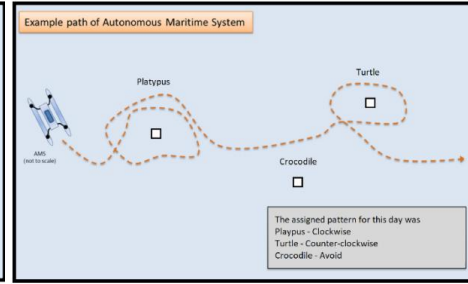 Example path of Autonomous Maritime System
Turtle
Platypus
AMS
(not to scale)
Crocodile
The assigned pattern for this day was
Playpus - Clockwise
Turtle - Counter-clockwise
Crocodile - Avoid